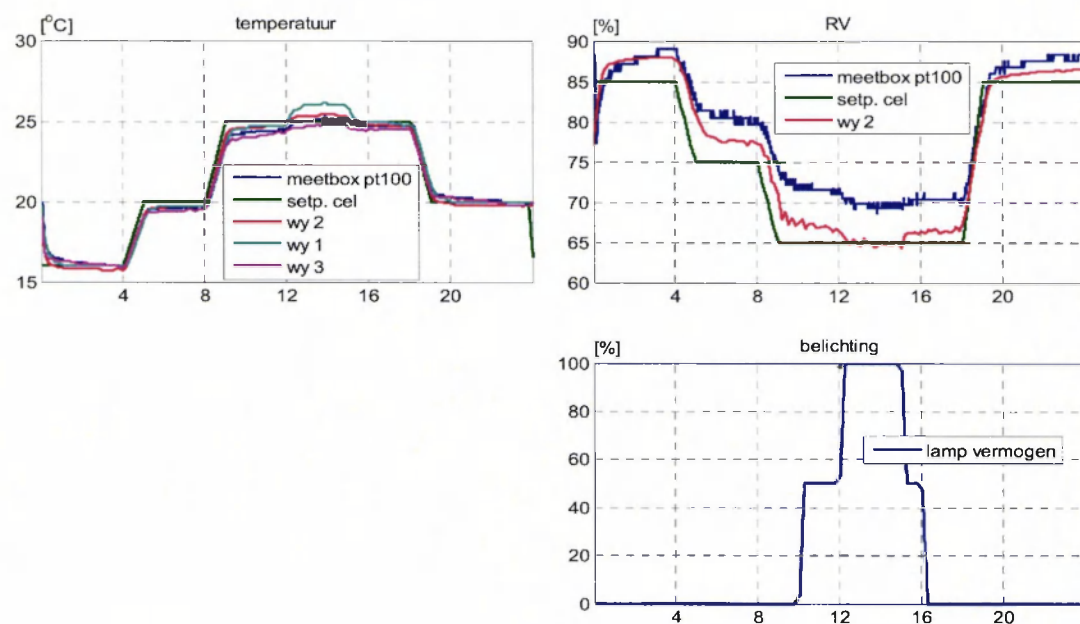 [°C]
temperatuur
30
25
20
15
4
8
12
16
20
meetbox pt100
setp. cel
wy 2
wy 1
wy 3
[%]
RV
90
85
80
75
70
65
60
4
8
12
16
20
meetbox pt100
setp. cel
wy 2
[%]
belichting
100
80
60
40
20
0
4
8
12
16
20
lamp vermogen